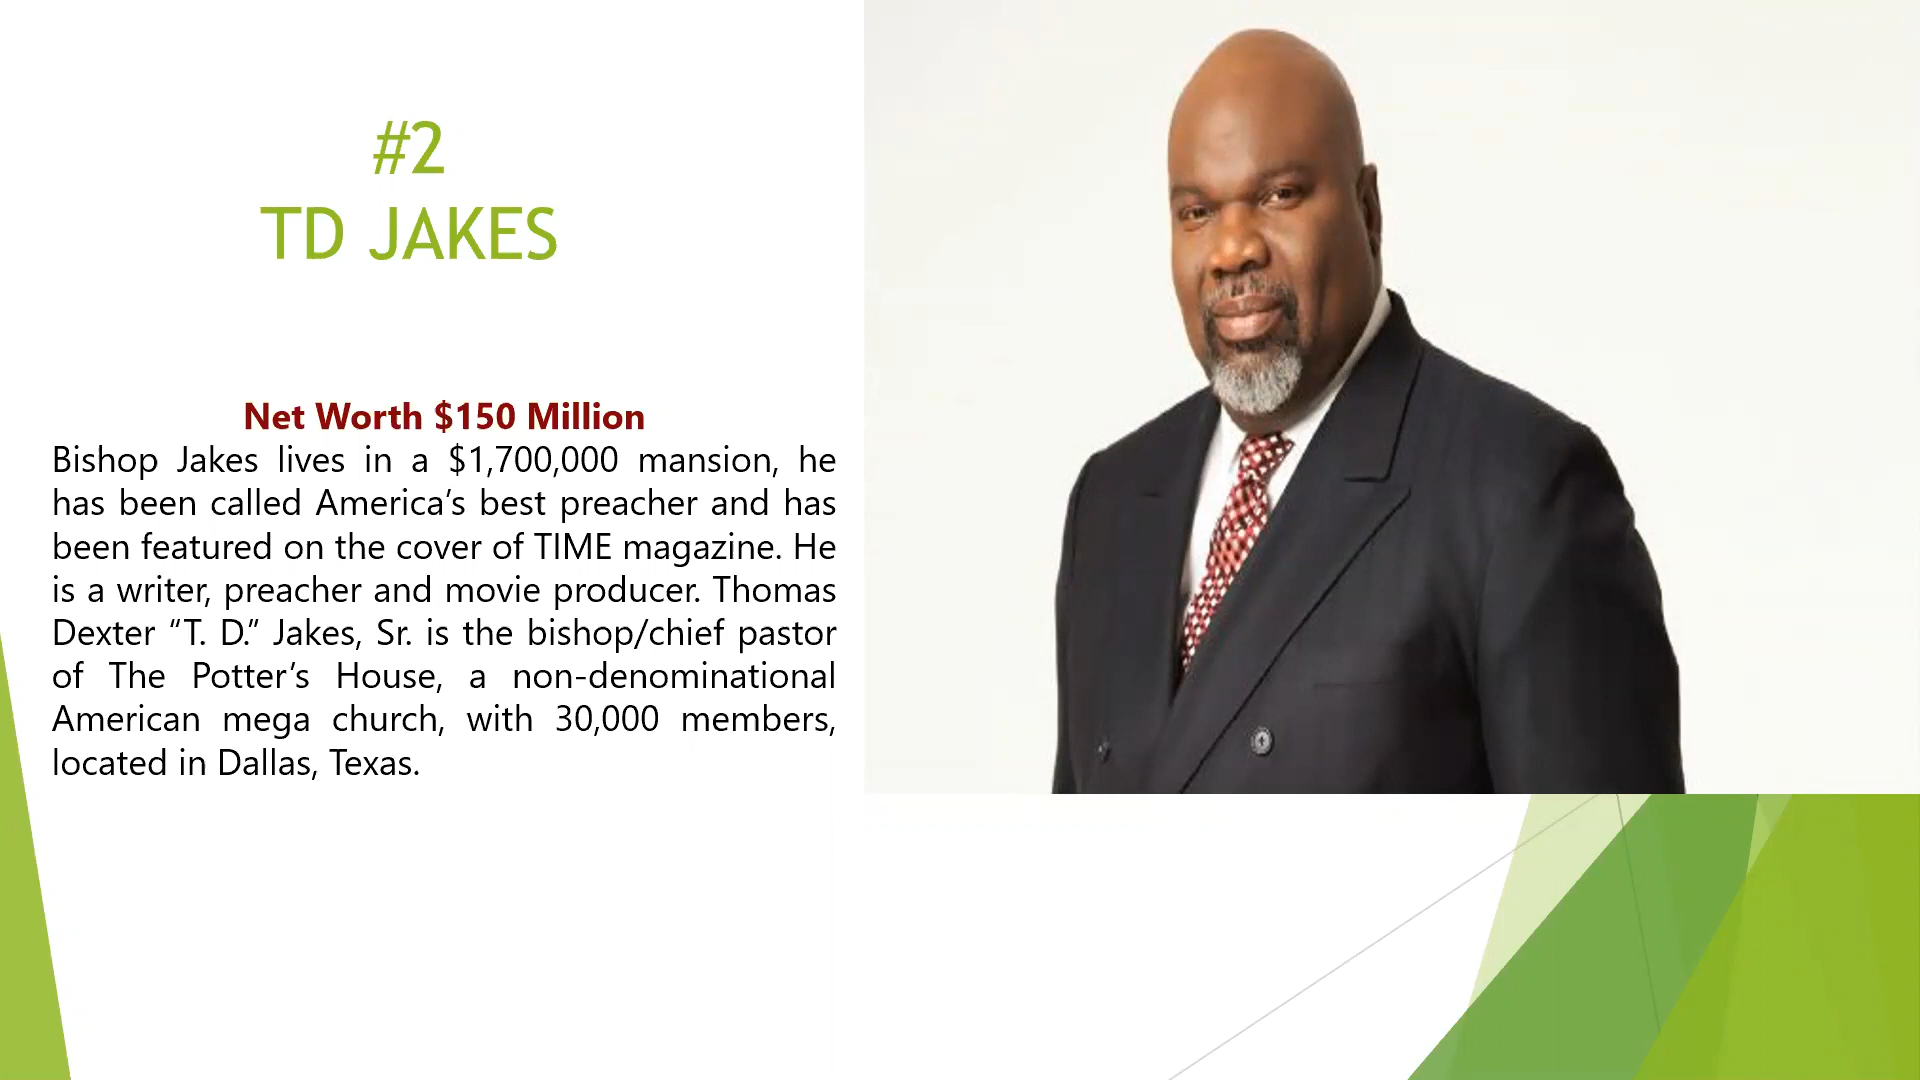 #2
TD JAKES
Net Worth $150 Million
Bishop Jakes lives in a $1,700,000 mansion, he
has been called America’s best preacher and has
been featured on the cover of TIME magazine. He
is a writer, preacher and movie producer. Thomas
Dexter “T. D.” Jakes, Sr. is the bishop/chief pastor
of The Potter’s House, a non-denominational
American mega church, with 30,000 members,
located in Dallas, Texas.